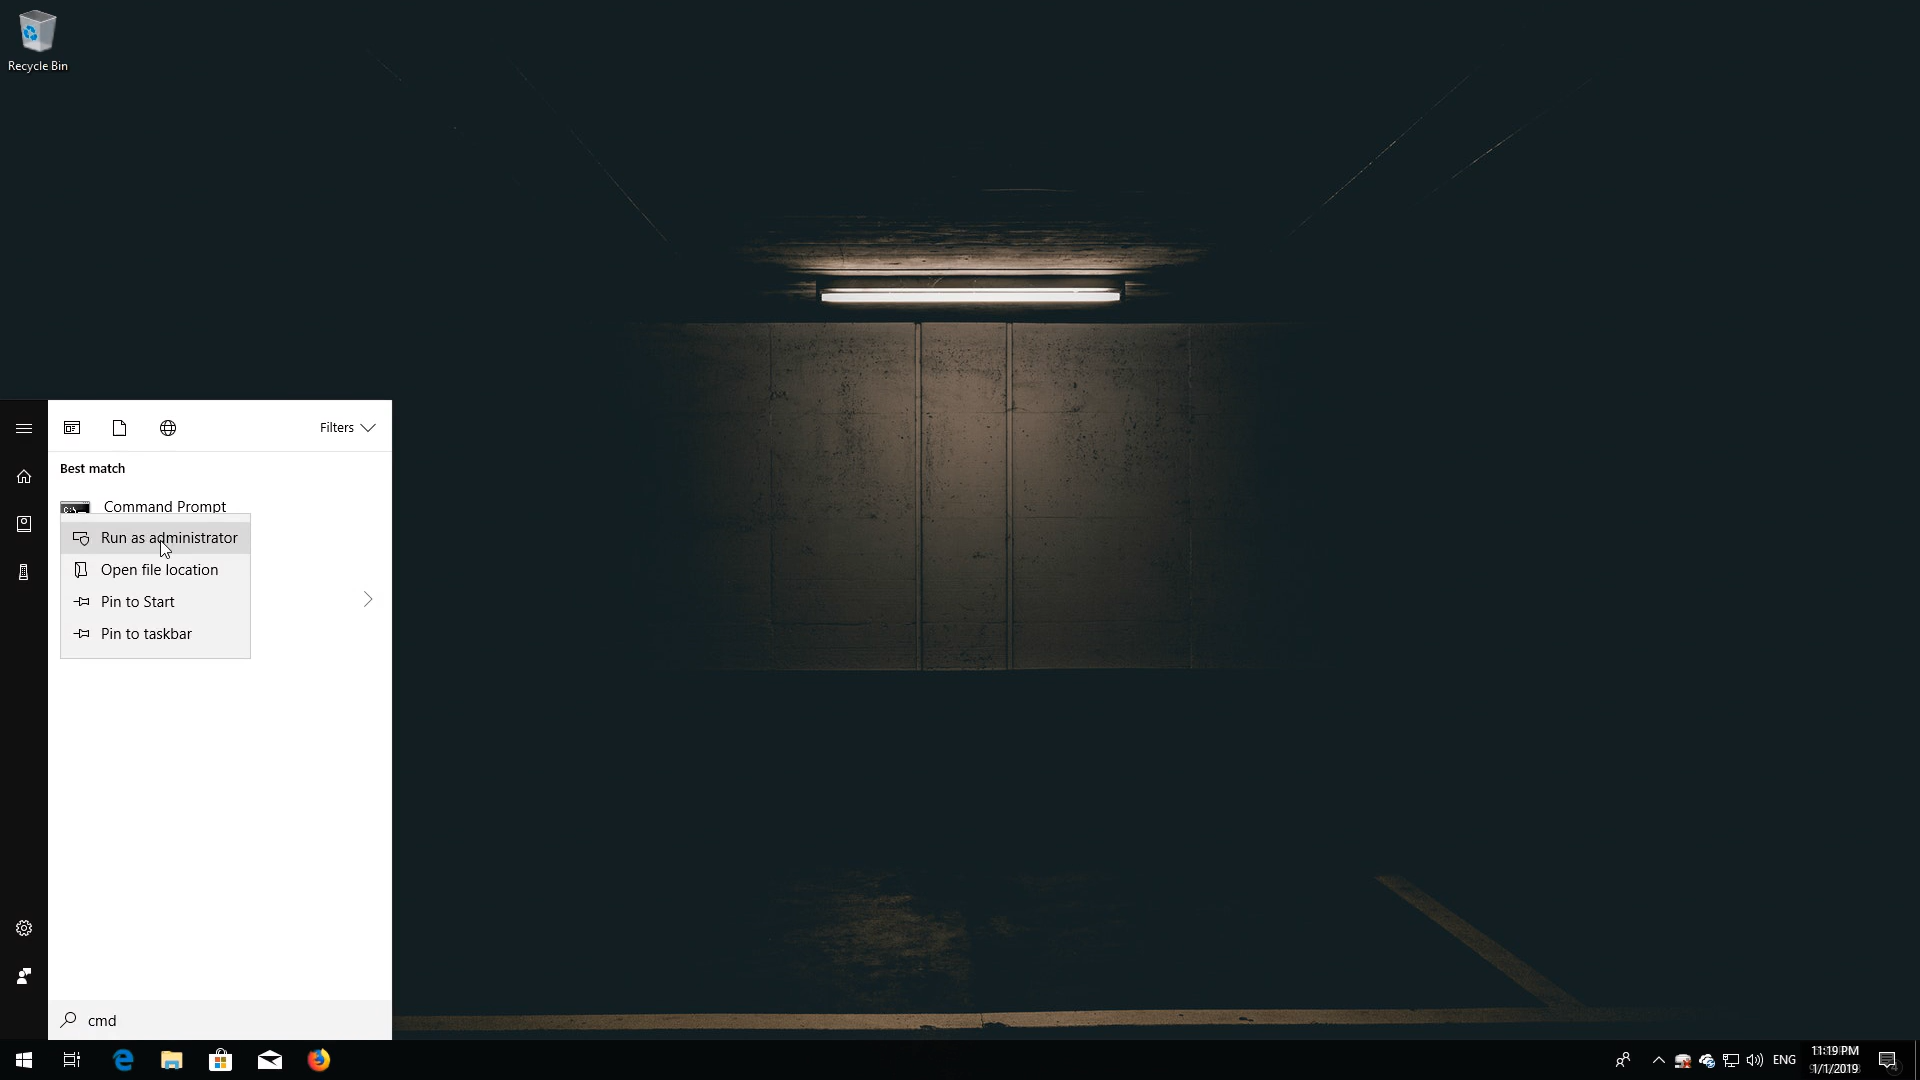 Recycle Bin
Filters
Best match
Command Prompt
Run as administrator
Open file location
Pin to Start
Pin to taskbar
cmd
ENG
11:19 PM
1/1/2019